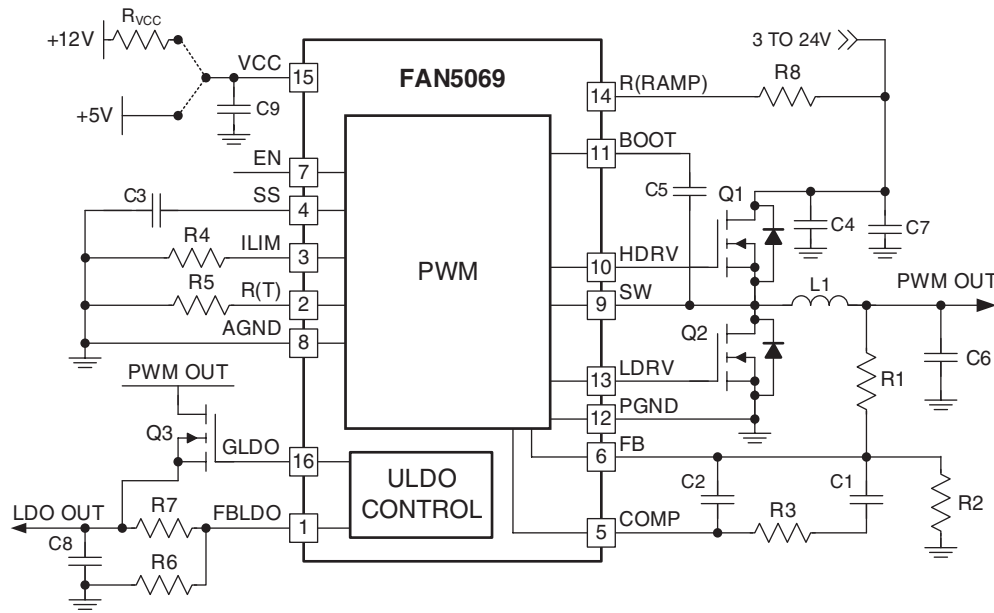 RVCC
+12V
+5V
VCC
15
C9
FAN5069
3 TO 24V
R8
R(RAMP)
14
BOOT
11
C5
Q1
C4
C7
EN
7
SS
4
C3
ILIM
3
R4
R(T)
2
R5
AGND
8
PWM
HDRV
10
SW
9
L1
PWM OUT
Q2
LDRV
13
PGND
12
R1
C6
FB
6
C2
C1
R2
COMP
5
R3
PWM OUT
Q3
GLDO
16
ULDO
CONTROL
LDO OUT
R7
FBLDO
1
C8
R6